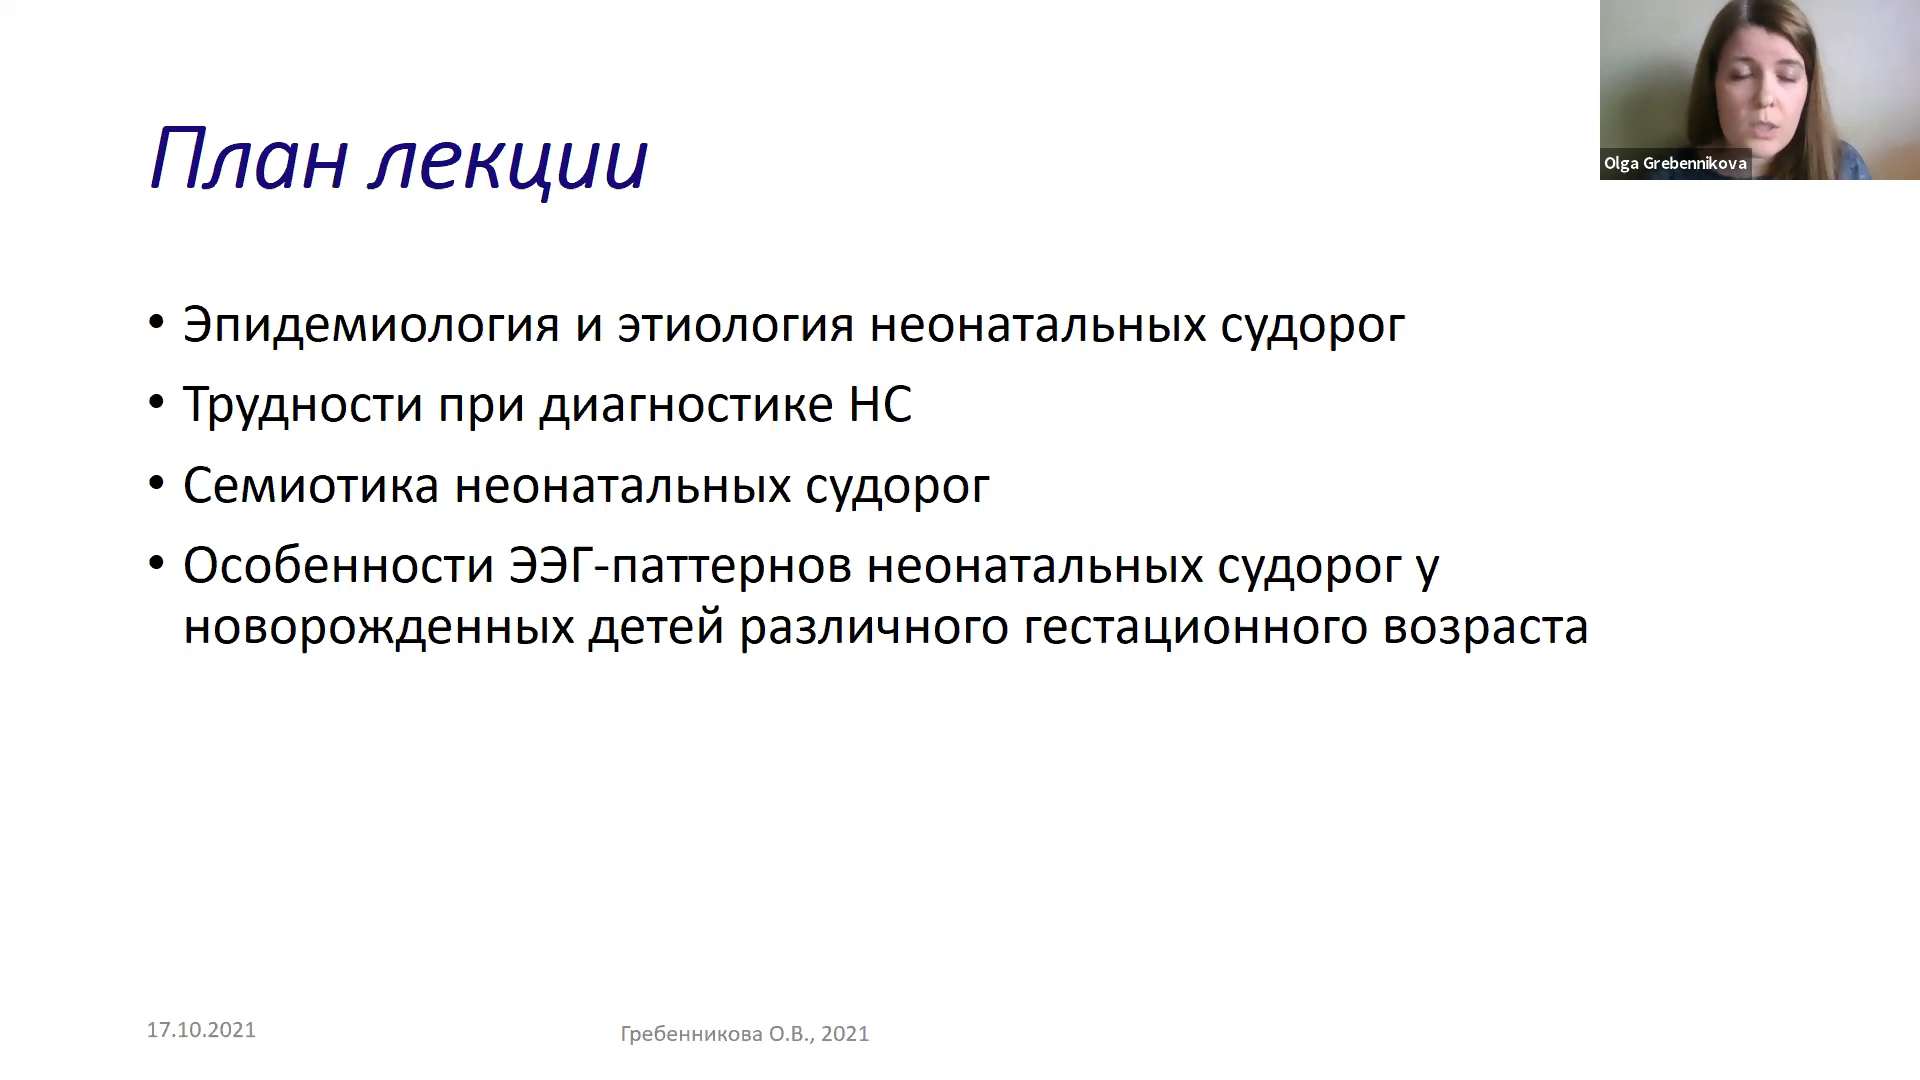 План лекции
Olga Grebennikova
• Эпидемиология и этиология неонатальных судорог
• Трудности при диагностике НС
• Семиотика неонатальных судорог
• Особенности ЭЭГ-паттернов неонатальных судорог у
новорожденных детей различного гестационного возраста
17.10.2021
Гребенникова О.В., 2021